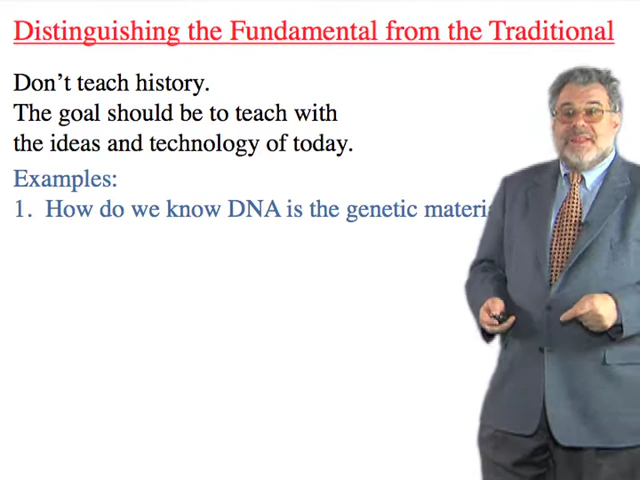 Distinguishing the Fundamental from the Traditional
Don't teach history.
The goal should be to teach with
the ideas and technology of today.
Examples:
1. How do we know DNA is the genetic materi